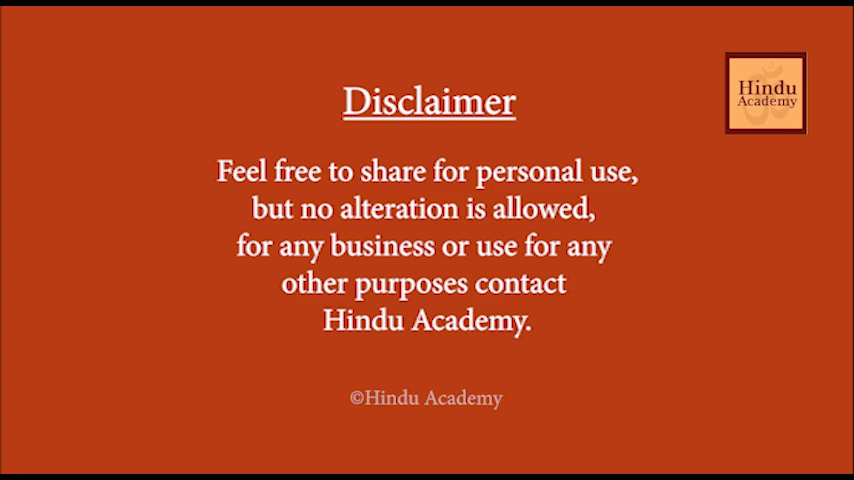 Hindu
Academy
Disclaimer
Feel free to share for personal use,
but no alteration is allowed,
for any business or use for any
other purposes contact
Hindu Academy.
©Hindu Academy